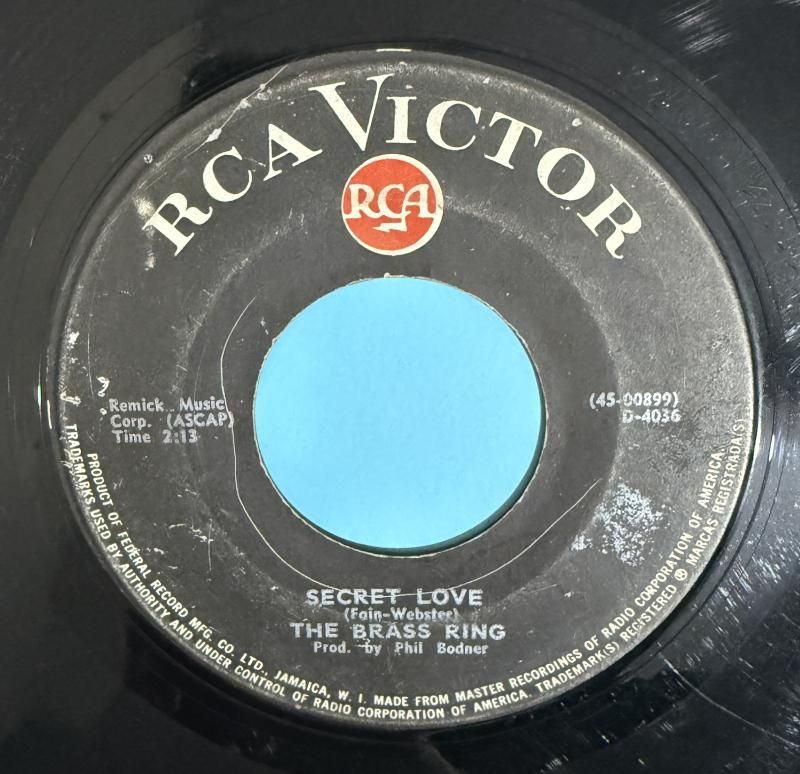 RCA VICTOR
RCA
Remick Music
Corp. (ASCAP)
Time 2:13
(45-00899)
D-4036
SECRET LOVE
(Fain-Webster)
THE BRASS RING
Prod. by Phil Bodner
PRODUCT OF FEDERAL RECORD MFG. CO. LTD., JAMAICA, W. I. MADE FROM MASTER RECORDINGS OF RADIO CORPORATION OF AMERICA.
TRADEMARKS USED BY AUTHORITY AND UNDER CONTROL OF RADIO CORPORATION OF AMERICA. TRADEMARK(S) REGISTERED ® MARCAS REGISTRADA(S)